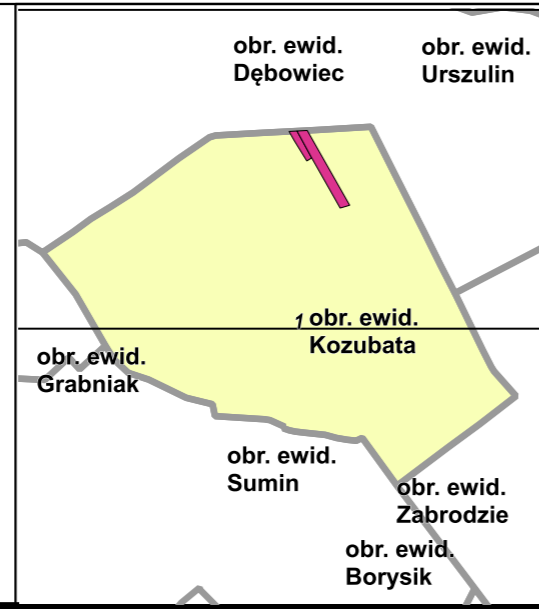 obr. ewid.
Dębowiec
obr. ewid.
Urszulin
1 obr. ewid.
Kozubata
obr. ewid.
Grabniak
obr. ewid.
Sumin
obr. ewid.
Zabrodzie
obr. ewid.
Borysik